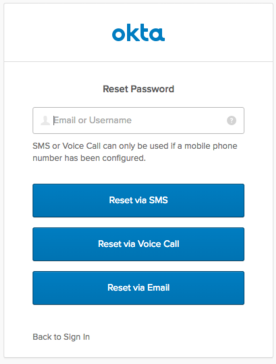 okta
Reset Password
Email or Username
?
SMS or Voice Call can only be used if a mobile phone
number has been configured.
Reset via SMS
Reset via Voice Call
Reset via Email
Back to Sign In